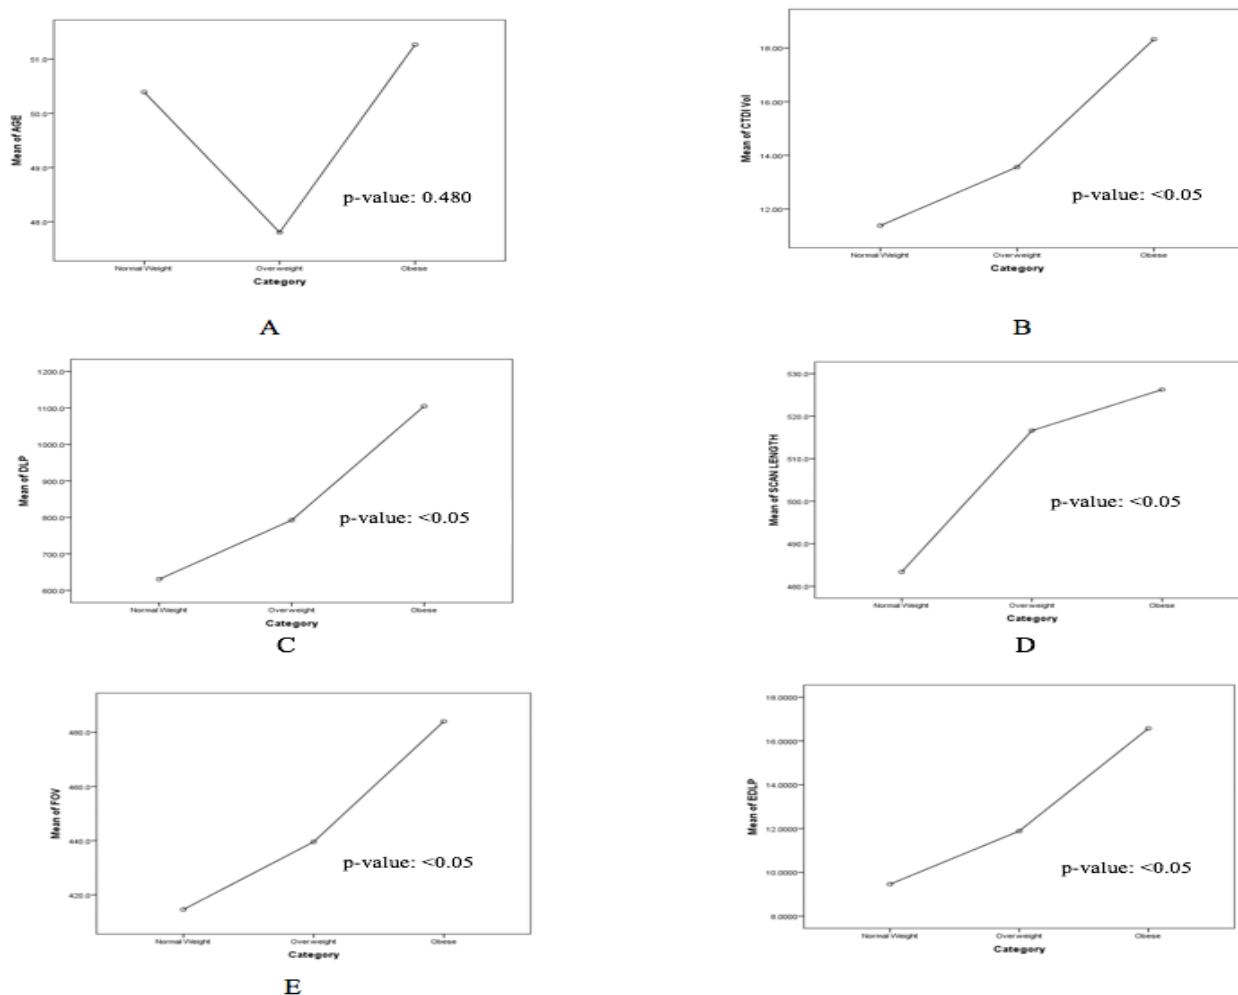 51.0
50.0
49.0
48.0
Mean of AGE
p-value: 0.480
Normal Weight
Overweight
Obese
Category
A
18.00
16.00
14.00
12.00
Mean of CTDI Vol
p-value: <0.05
Normal Weight
Overweight
Obese
Category
B
1200.0
1100.0
1000.0
900.0
800.0
700.0
600.0
Mean of DLP
p-value: <0.05
Normal Weight
Overweight
Obese
Category
C
530.0
520.0
510.0
500.0
490.0
480.0
Mean of SCAN LENGTH
p-value: <0.05
Normal Weight
Overweight
Obese
Category
D
480.0
460.0
440.0
420.0
Mean of FOV
p-value: <0.05
Normal Weight
Overweight
Obese
Category
E
18.0000
16.0000
14.0000
12.0000
10.0000
8.0000
Mean of EDLP
p-value: <0.05
Normal Weight
Overweight
Obese
Category